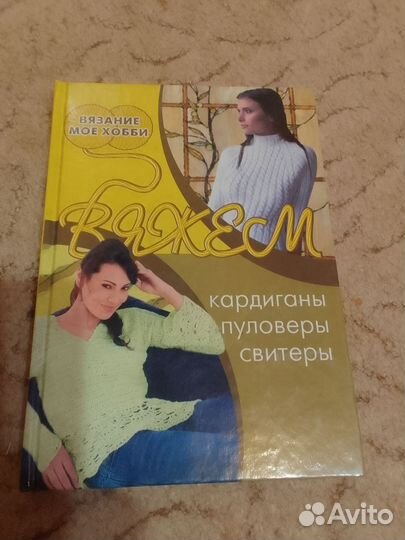 ВЯЗАНИЕ
МОЕ ХОББИ
ВЯЖЕМ
кардиганы
пуловеры
свитеры
Avito